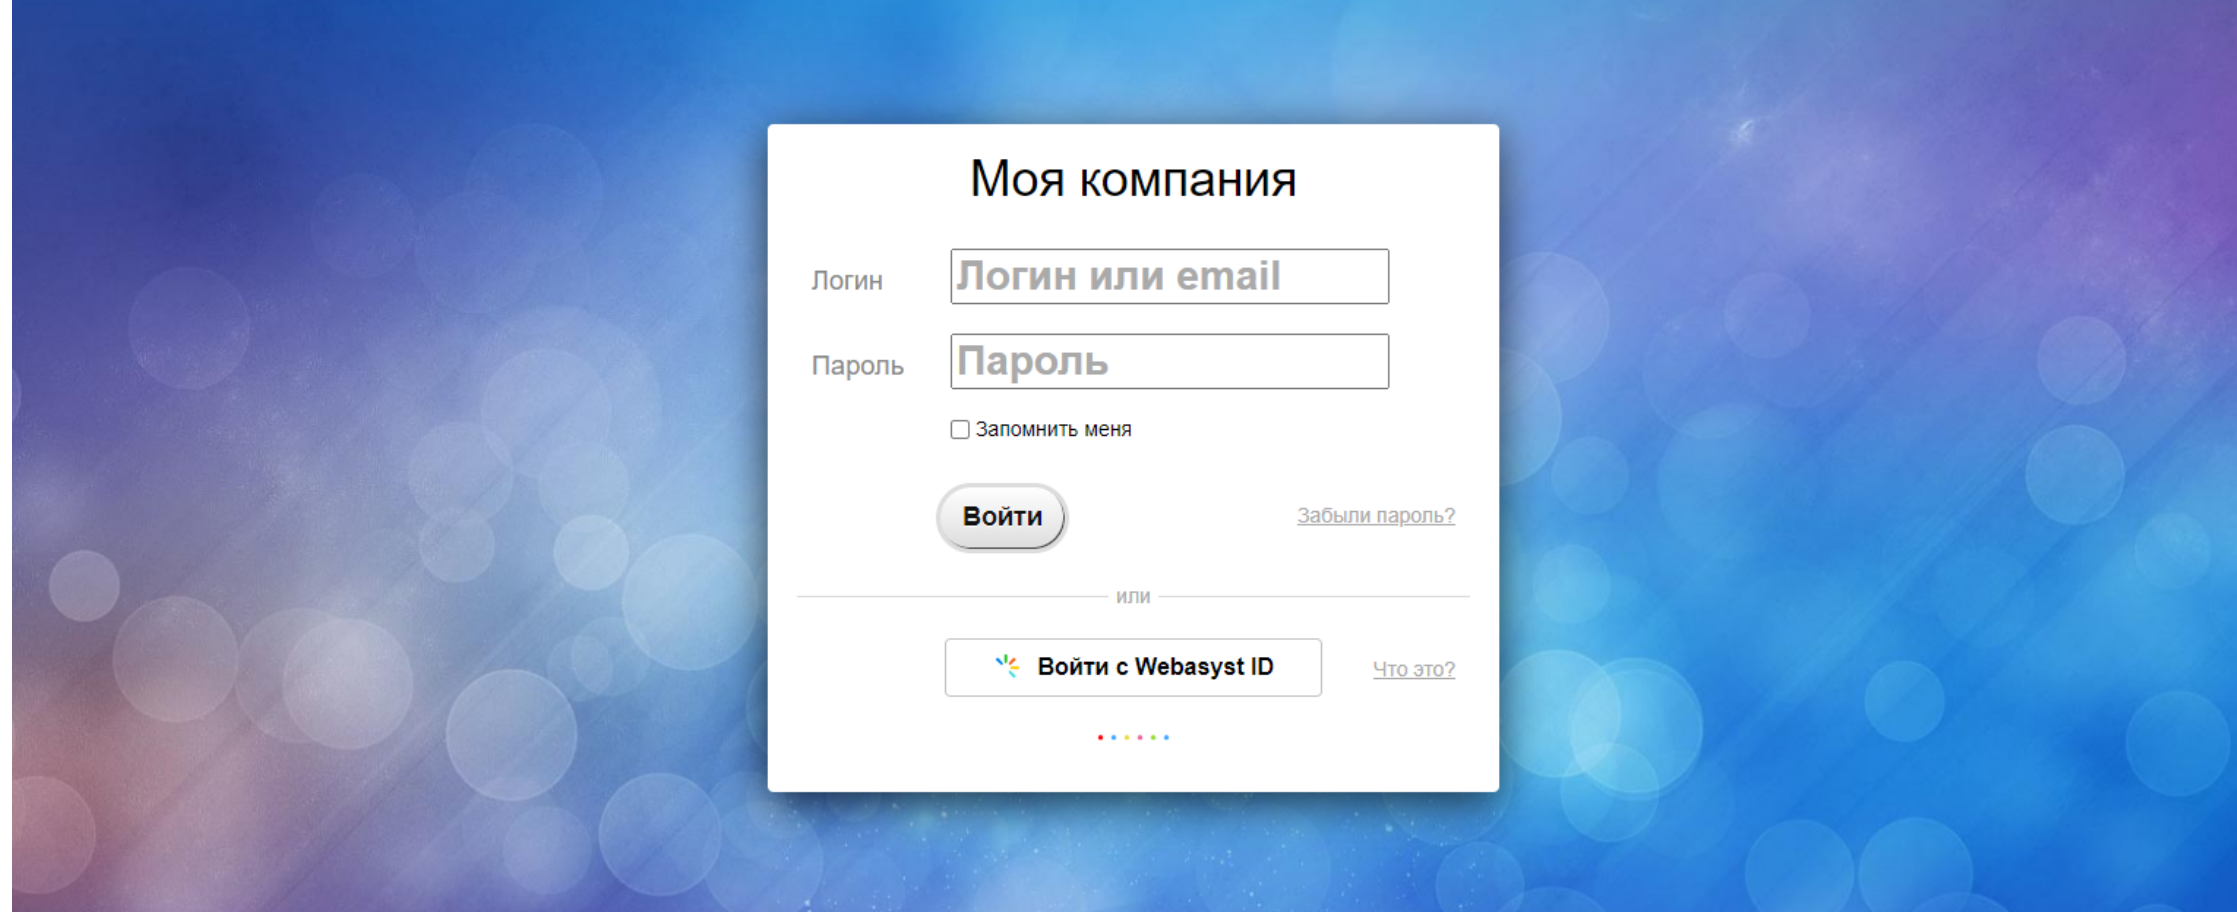 Моя компания
Логин
Логин или email
Пароль
Пароль
Запомнить меня
Войти
Забыли пароль?
или
Войти с Webasyst ID
Что это?